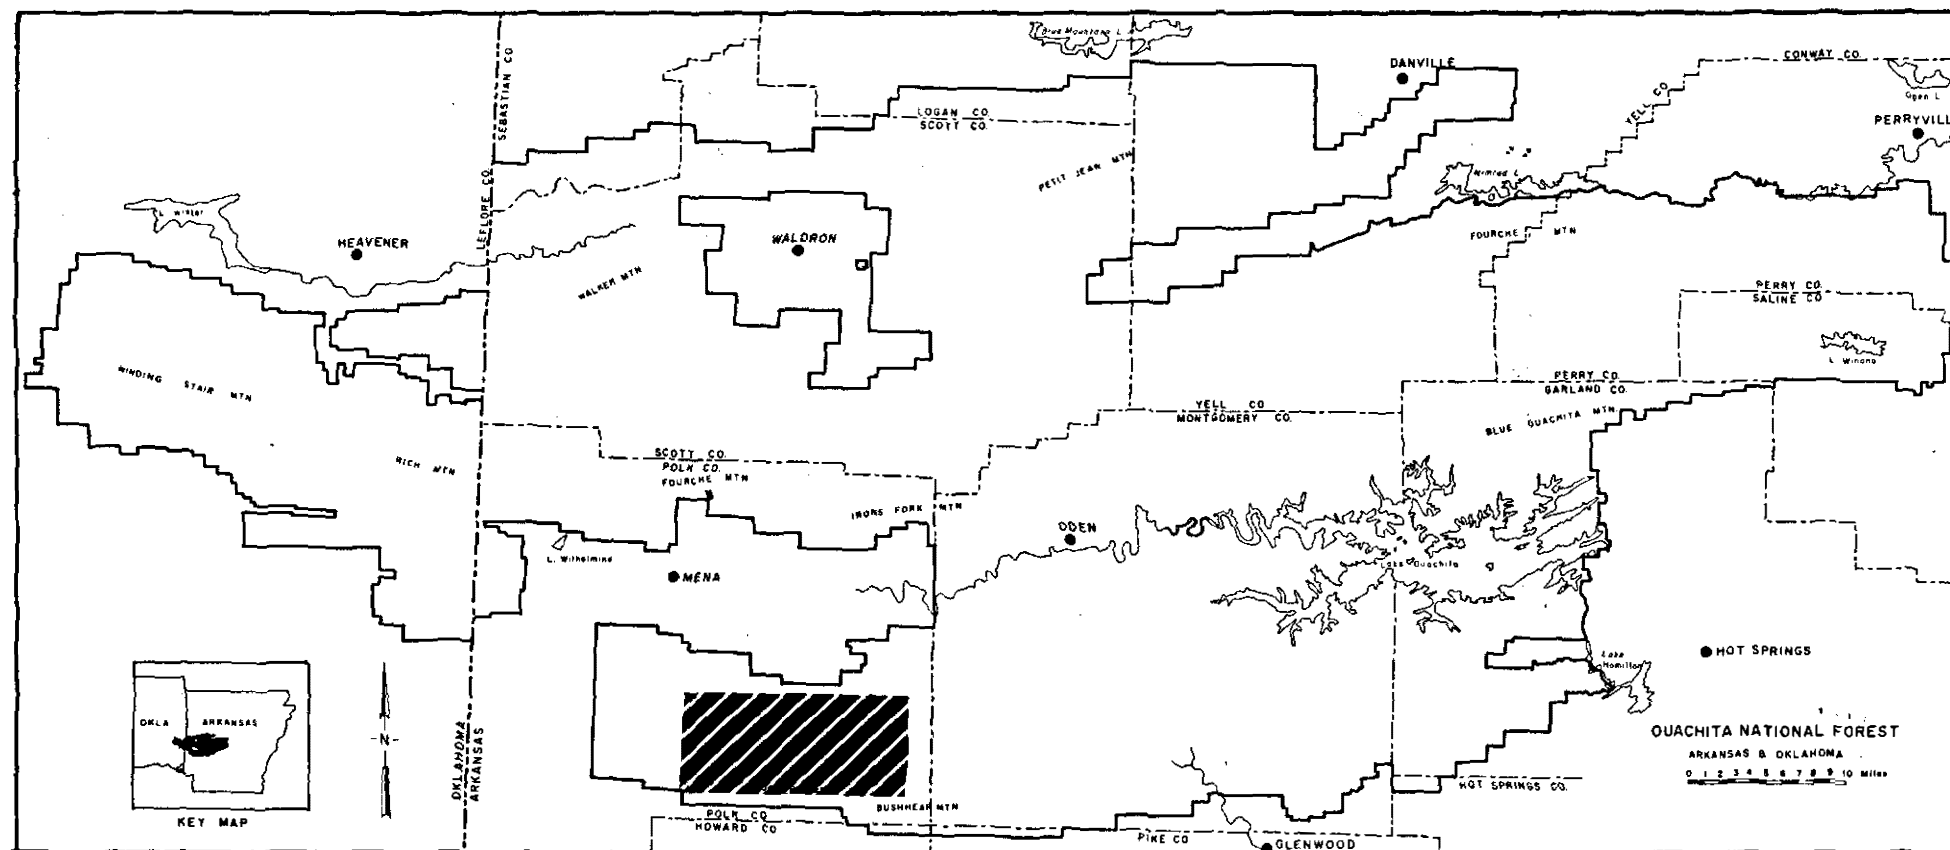 Blue Mountain L
DANVILLE
CONWAY CO.
SEBASTIAN CO
YELL CO
LOGAN CO.
SCOTT CO.
PERRYVILL
PETIT JEAN MTN
Nimrod L
LEFLORE CO.
L. Wister
HEAVENER
WALDRON
FOURCHE MTN
WALKER MTN
PERRY CO.
SALINE CO
L Winona
WINDING STAIR MTN
PERRY CO.
GARLAND CO.
YELL CO
MONTGOMERY CO.
BLUE OUACHITA MTN
RICH MTN
SCOTT CO.
POLK CO.
FOURCHE MTN
IRONS FORK MTN
ODEN
L. Wilhelmina
MENA
Lake Ouachita
HOT SPRINGS
Lake
Hamilton
OKLA
ARKANSAS
-N-
OKLAHOMA
ARKANSAS
OUACHITA NATIONAL FOREST
ARKANSAS & OKLAHOMA
0 1 2 3 4 5 6 7 8 9 10 Miles
HOT SPRINGS CO.
KEY MAP
BUSHHEAP MTN
POLK CO
HOWARD CO
PIKE CO
GLENWOOD